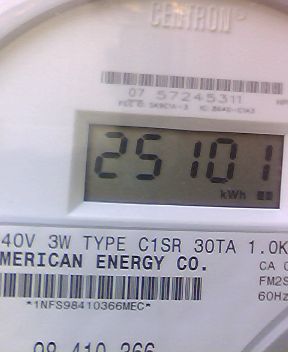 CENTRON®
07 57245311
25101
kWh
40V 3W TYPE C1SR 30TA 1.0K
MERICAN ENERGY CO.
CA
FM2S
60Hz
*1NFS98410366MEC*
98 410 366